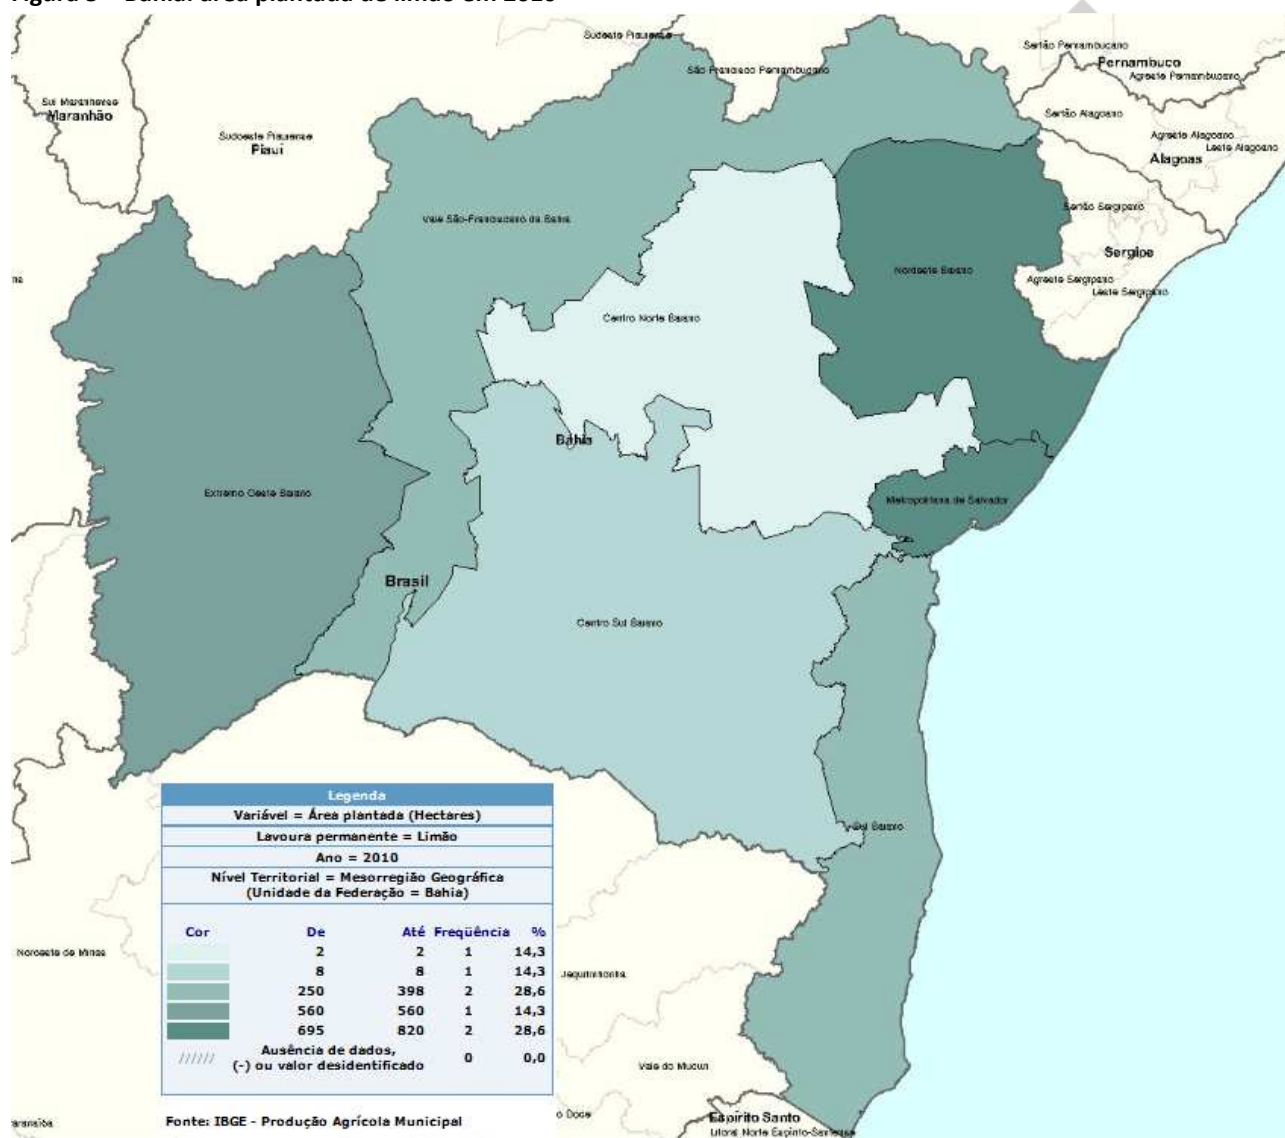 Sudoeste Piauiense
Sertão Pernambucano
Pernambuco
São Francisco Pernambucano
Agreste Pernambucano
Sul Maranhense
Maranhão
Sertão Alagoano
Sudoeste Piauiense
Piauí
Agreste Alagoano
Leste Alagoano
Alagoas
Sertão Sergipano
Vale São-Franciscano da Bahia
Sergipe
Nordeste Baiano
Agreste Sergipano
Leste Sergipano
Centro Norte Baiano
Bahia
Extremo Oeste Baiano
Metropolitana de Salvador
Brasil
Centro Sul Baiano
Sul Baiano
Legenda
Variável = Área plantada (Hectares)
Lavoura permanente = Limão
Ano = 2010
Nível Territorial = Mesorregião Geográfica
(Unidade da Federação = Bahia)
Cor De Até Freqüência %
2 2 1 14,3
8 8 1 14,3
250 398 2 28,6
560 560 1 14,3
695 820 2 28,6
Ausência de dados,
(-) ou valor desidentificado 0 0,0
Noroeste de Minas
Jequitinhonha
Vale do Mucuri
o Doce
Espírito Santo
Litoral Norte Espírito-Santense
Fonte: IBGE - Produção Agrícola Municipal